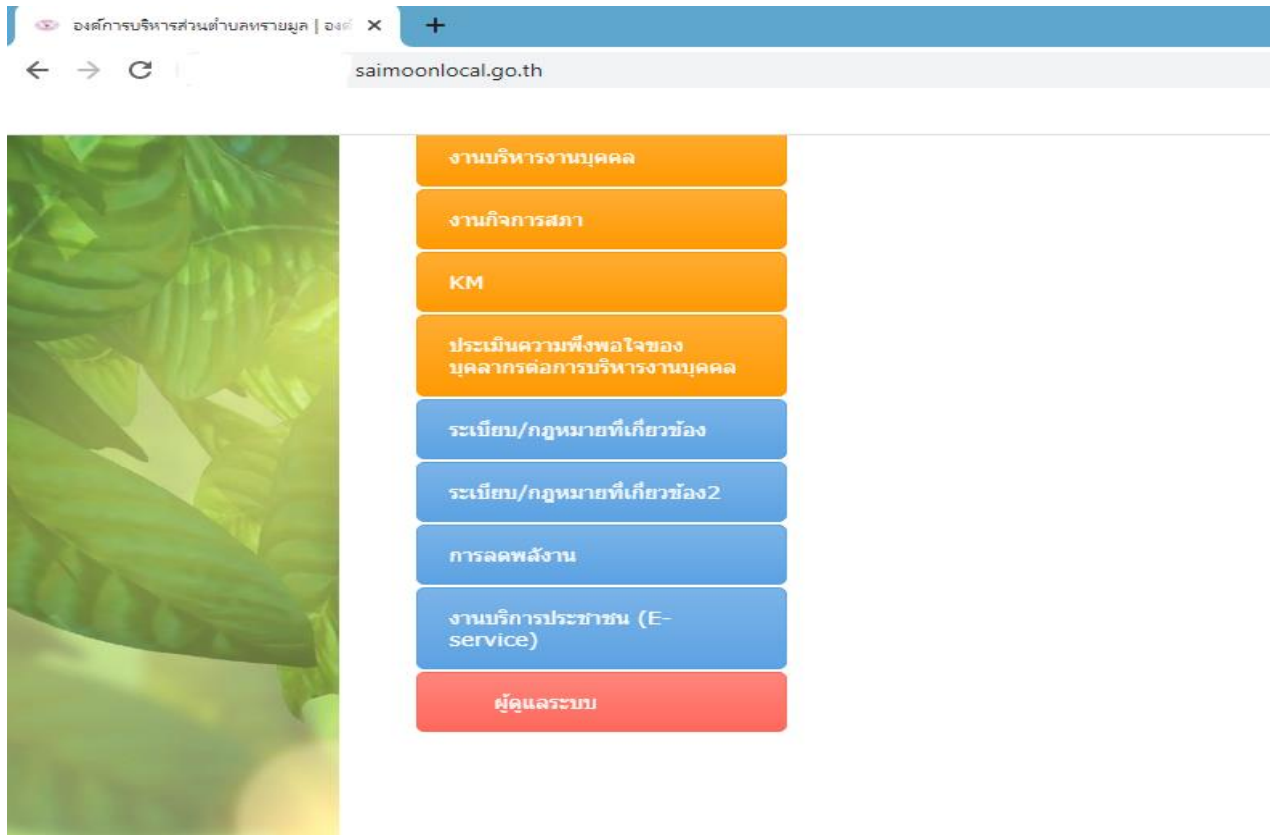 องค์การบริหารส่วนตำบลทรายมูล | องค์
saimoonlocal.go.th
งานบริหารงานบุคคล
งานกิจการสภา
KM
ประเมินความพึงพอใจของ
บุคลากรต่อการบริหารงานบุคคล
ระเบียบ/กฎหมายที่เกี่ยวข้อง
ระเบียบ/กฎหมายที่เกี่ยวข้อง2
การลดพลังาน
งานบริการประชาชน (E-
service)
ผู้ดูแลระบบ